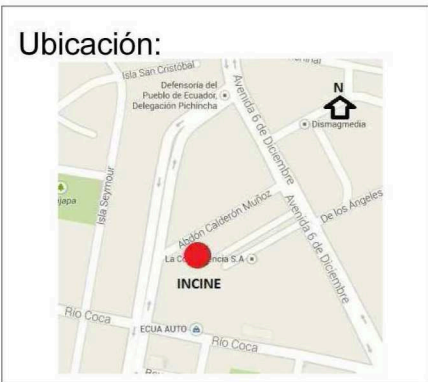 Ubicación:
Isla San Cristóbal
Defensoría del
Pueblo de Ecuador,
Delegación Pichincha
Avenida 6 de Diciembre
N
Dismagmedia
Isla Seymour
Abdón Calderón Muñoz
De los Angeles
Avenida 6 de Diciembre
S.A
INCINE
Río Coca
ECUA AUTO
Río Coca